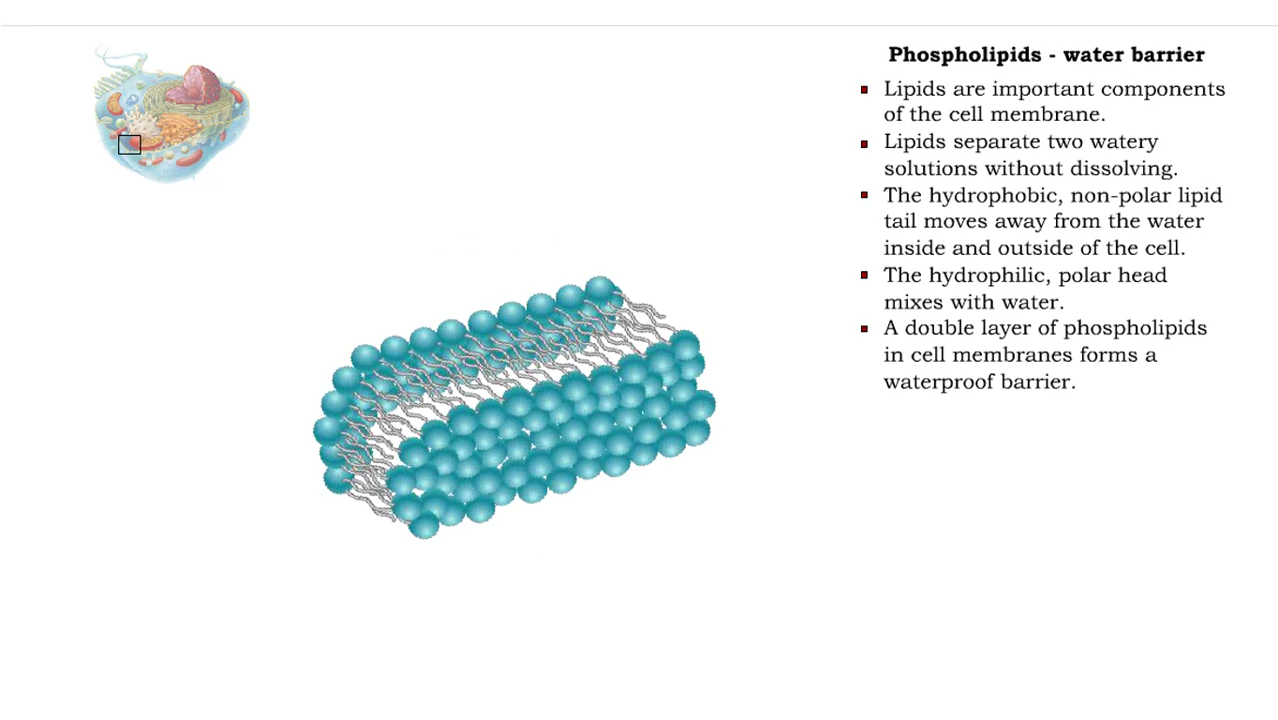 Phospholipids - water barrier
▪ Lipids are important components
of the cell membrane.
▪ Lipids separate two watery
solutions without dissolving.
▪ The hydrophobic, non-polar lipid
tail moves away from the water
inside and outside of the cell.
▪ The hydrophilic, polar head
mixes with water.
▪ A double layer of phospholipids
in cell membranes forms a
waterproof barrier.